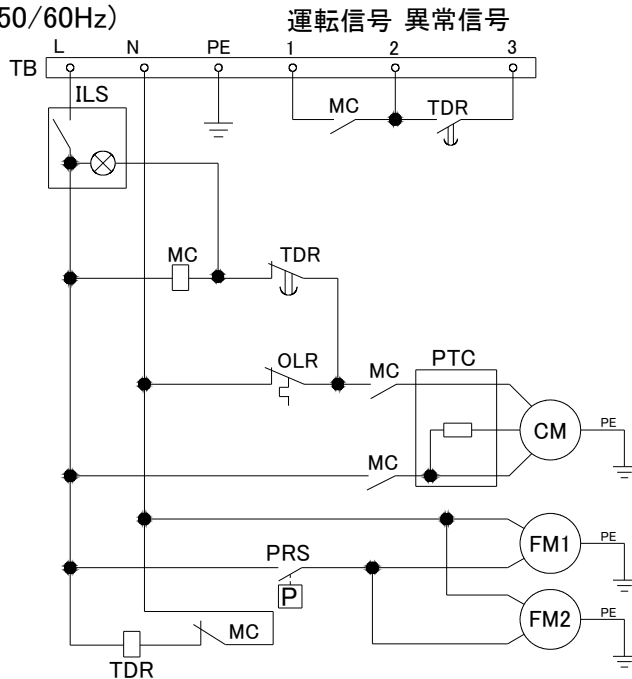 50/60Hz)
運転信号 異常信号
L N PE 1 2 3
TB
ILS
MC TDR
MC TDR
OLR MC PTC
CM PE
MC
FM1 PE
PRS
P
FM2 PE
MC
TDR